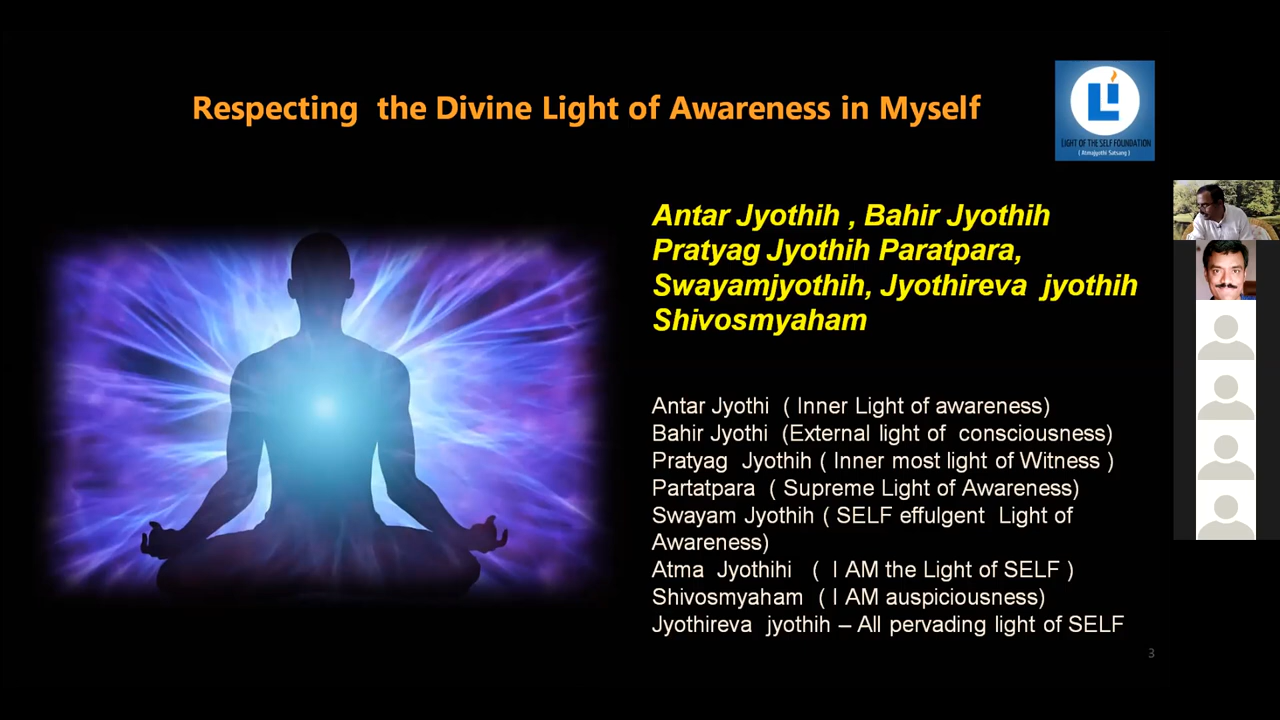 Respecting the Divine Light of Awareness in Myself
LIGHT OF THE SELF FOUNDATION
( Atmajyothi Satsang )
Antar Jyothih , Bahir Jyothih
Pratyag Jyothih Paratpara,
Swayamjyothih, Jyothireva jyothih
Shivosmyaham
Antar Jyothi ( Inner Light of awareness)
Bahir Jyothi (External light of consciousness)
Pratyag Jyothih ( Inner most light of Witness )
Partatpara ( Supreme Light of Awareness)
Swayam Jyothih ( SELF effulgent Light of
Awareness)
Atma Jyothihi ( I AM the Light of SELF )
Shivosmyaham ( I AM auspiciousness)
Jyothireva jyothih – All pervading light of SELF
3